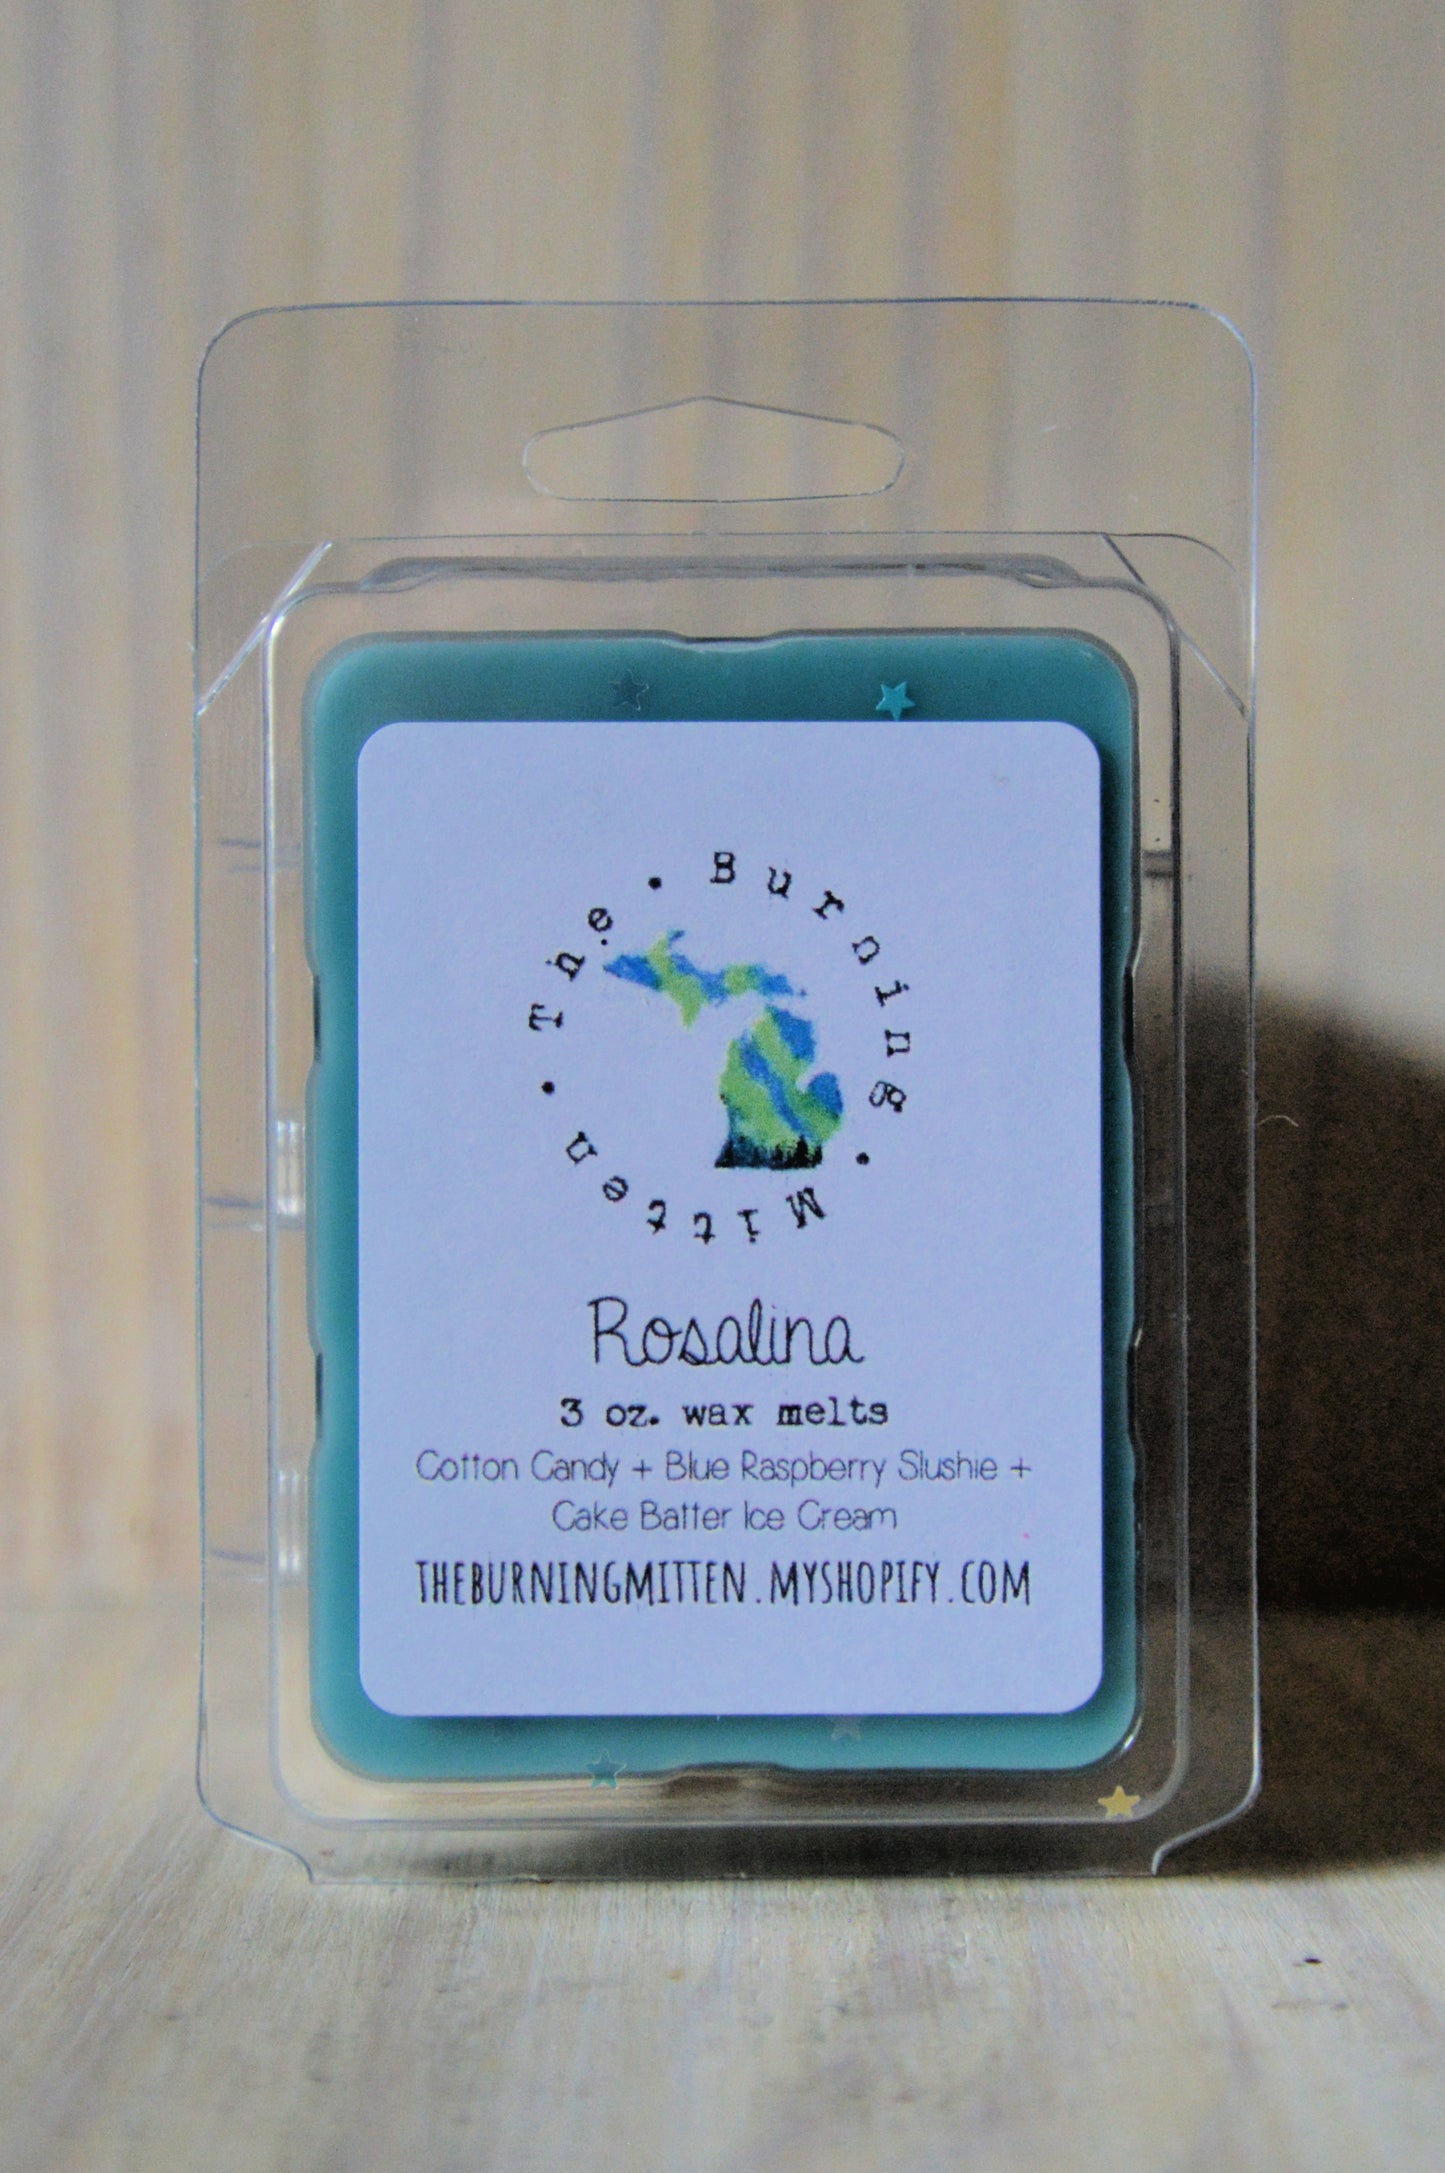 The • Burning • Mitten •
Rosalina
3 oz. wax melts
Cotton Candy + Blue Raspberry Slushie +
Cake Batter Ice Cream
THEBURNINGMITTEN.MYSHOPIFY.COM